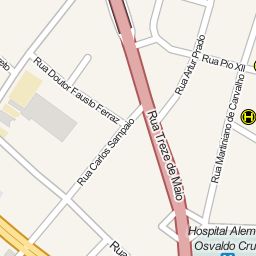 Rua Pio XII
Rua Artur Prado
Rua Doutor Fausto Ferraz
Rua Martiniano de Carvalho
H
Rua Treze de Maio
Rua Carlos Sampaio
Hospital Alem
Osvaldo Cru